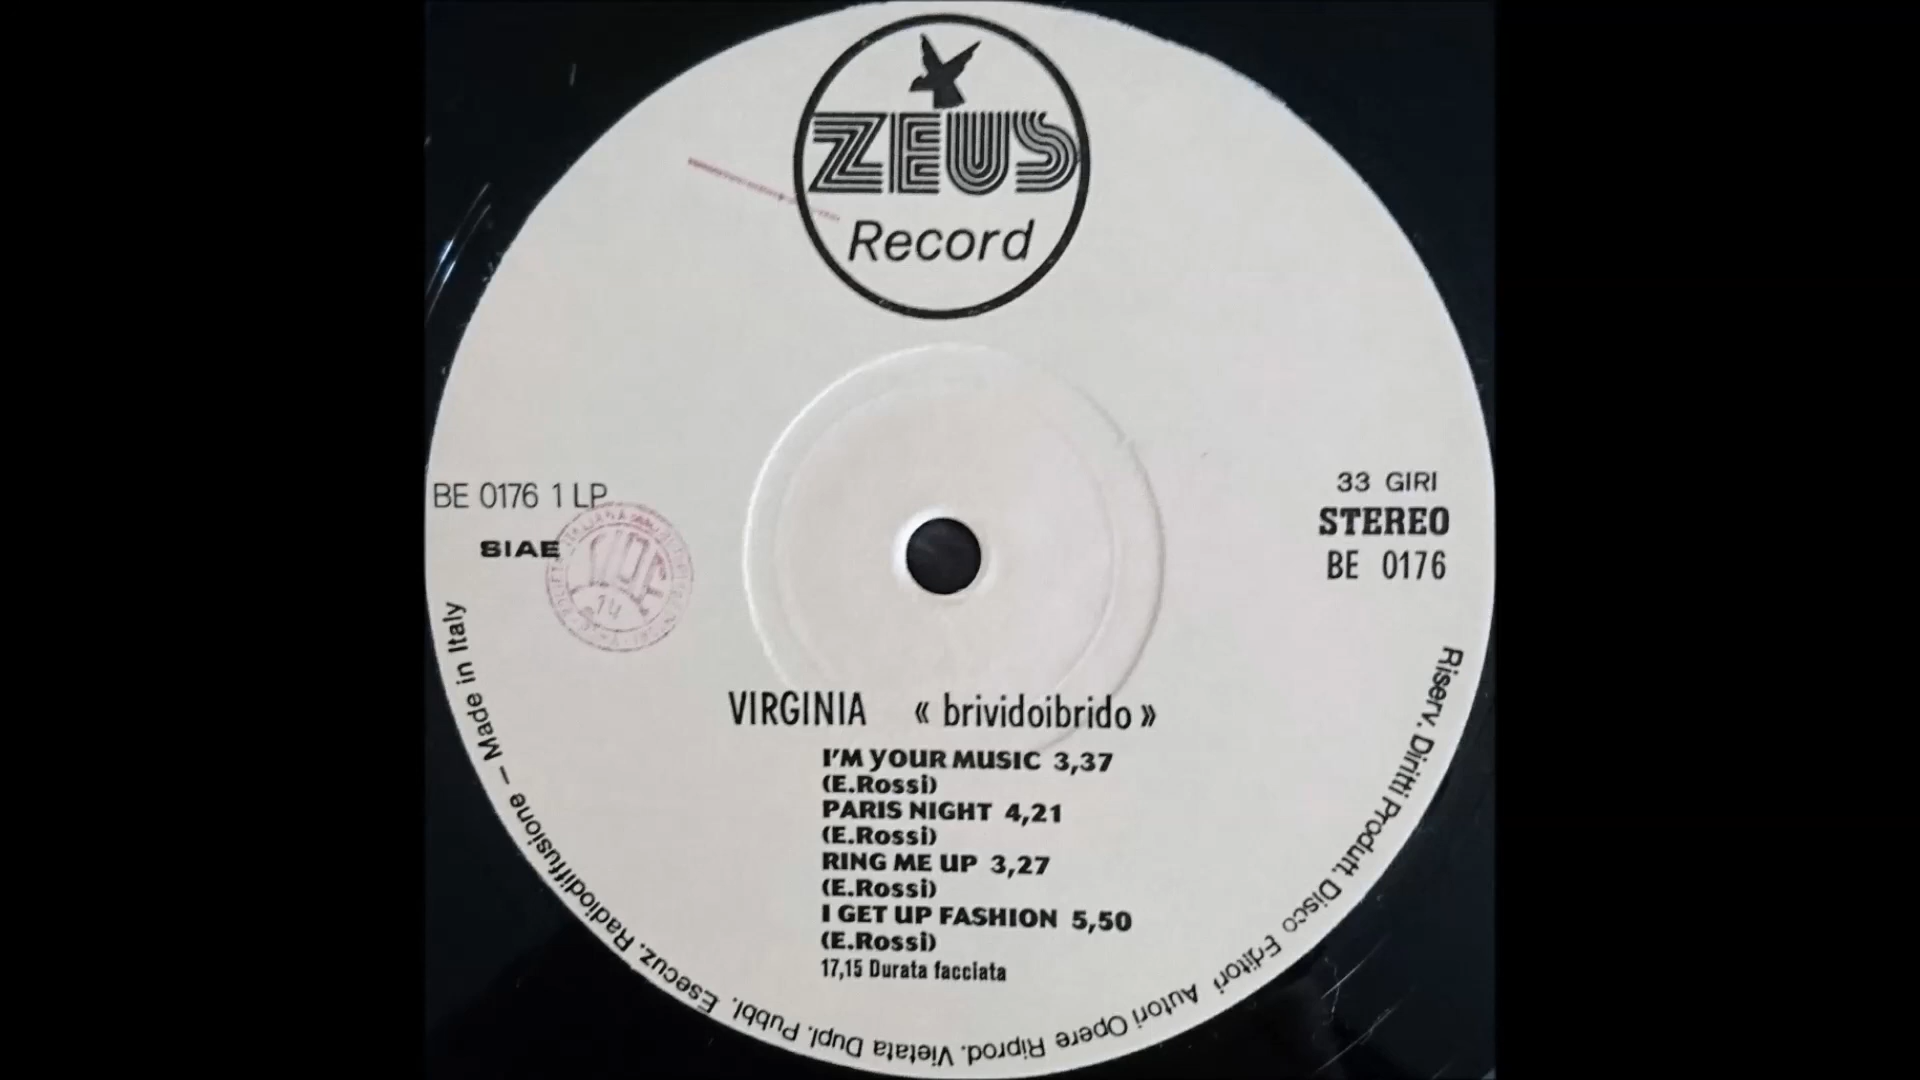 ZEUS
Record
BE 0176 1 LP
SIAE
33 GIRI
STEREO
BE 0176
VIRGINIA « brividoibrido »
I'M YOUR MUSIC 3,37
(E.Rossi)
PARIS NIGHT 4,21
(E.Rossi)
RING ME UP 3,27
(E.Rossi)
I GET UP FASHION 5,50
(E.Rossi)
17,15 Durata facciata
Riserv. Diritti Produtt. Disco Editori Autori Opere Riprod. Vietata Dupl. Pubbl. Esecuz. Radiodiffusione – Made in Italy